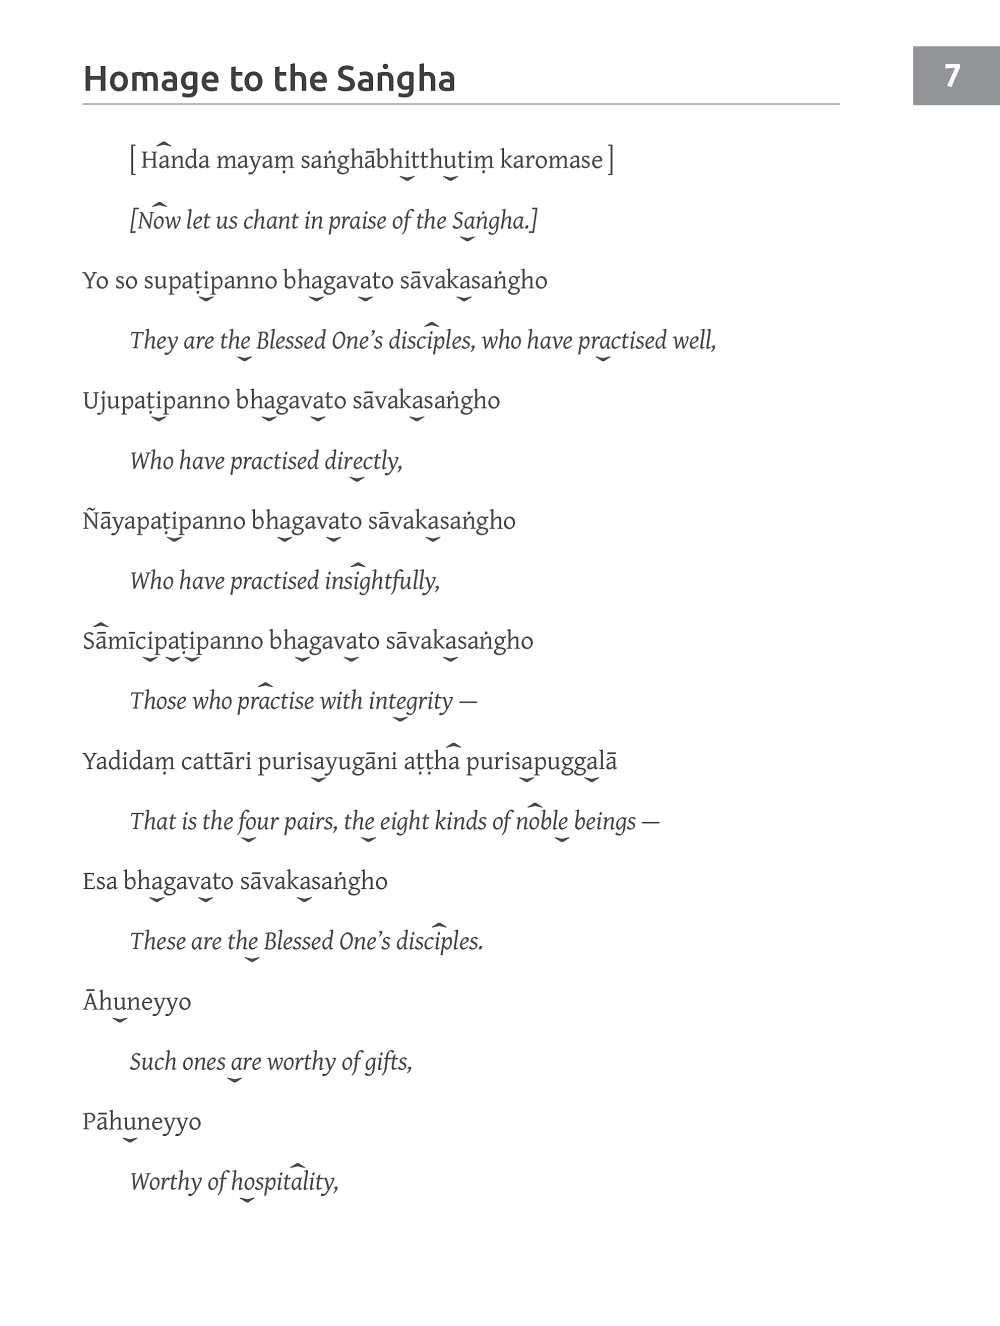 Homage to the Saṅgha
7
[ Handa mayaṃ saṅghābhitthutiṃ karomase ]
[Now let us chant in praise of the Saṅgha.]
Yo so supaṭipanno bhagavato sāvakasaṅgho
They are the Blessed One’s disciples, who have practised well,
Ujupaṭipanno bhagavato sāvakasaṅgho
Who have practised directly,
Ñāyapaṭipanno bhagavato sāvakasaṅgho
Who have practised insightfully,
Sāmīcipaṭipanno bhagavato sāvakasaṅgho
Those who practise with integrity —
Yadidaṃ cattāri purisayugāni aṭṭha purisapuggalā
That is the four pairs, the eight kinds of noble beings —
Esa bhagavato sāvakasaṅgho
These are the Blessed One’s disciples.
Āhuneyyo
Such ones are worthy of gifts,
Pāhuneyyo
Worthy of hospitality,